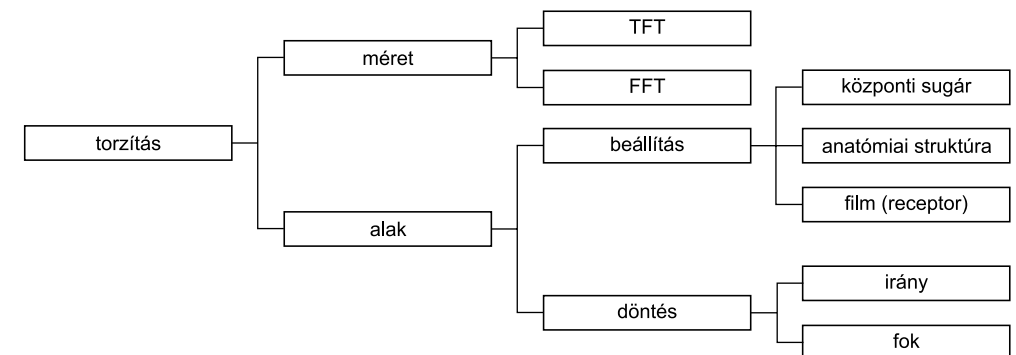 torzítás
méret
TFT
FFT
alak
beállítás
központi sugár
anatómiai struktúra
film (receptor)
döntés
irány
fok